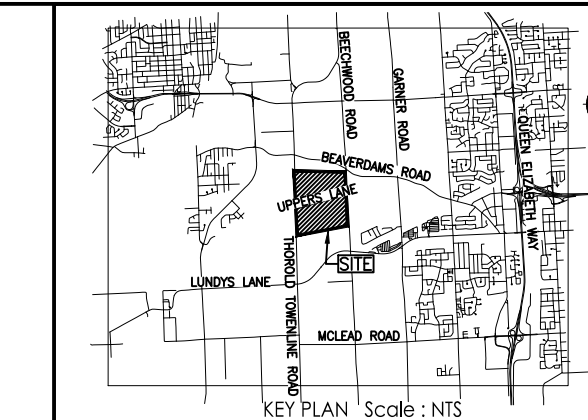 BEECHWOOD ROAD
GARNER ROAD
QUEEN ELIZABETH WAY
BEAVERDAMS ROAD
UPPERS LANE
SITE
THOROLD TOWENLINE ROAD
LUNDYS LANE
MCLEAD ROAD
KEY PLAN Scale : NTS